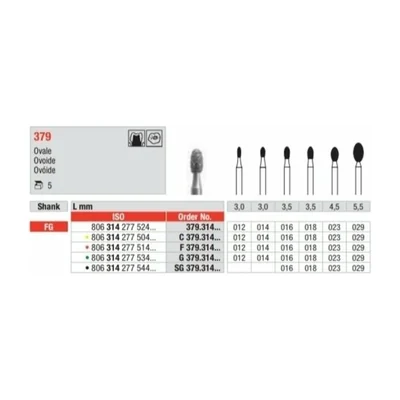 379
Ovale
Ovoide
Ovóide
5
Shank L mm 3,0 3,0 3,5 3,5 4,5 5,5
ISO Order No.
FG 806 314 277 524... 379.314... 012 014 016 018 023 029
806 314 277 504... C 379.314... 012 014 016 018 023 029
806 314 277 514... F 379.314... 012 014 016 018 023 029
806 314 277 534... G 379.314... 012 014 016 018 023 029
806 314 277 544... SG 379.314... 016 018 023 029